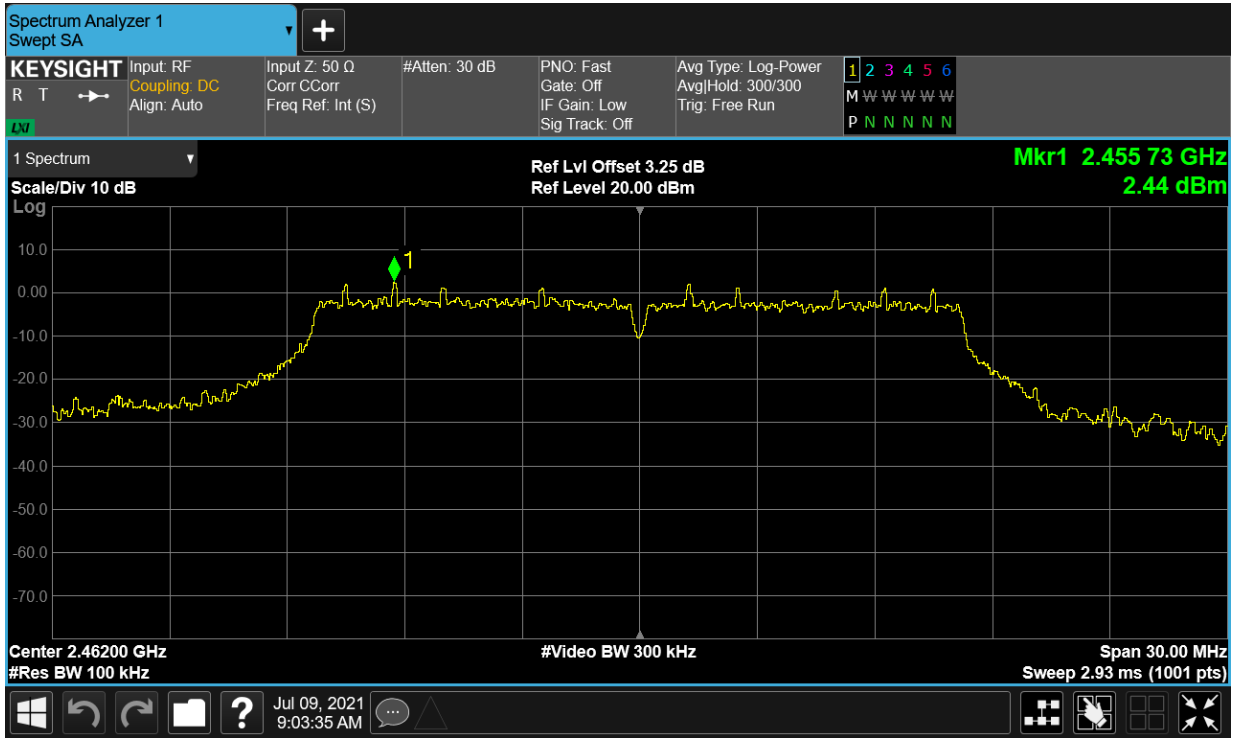 Spectrum Analyzer 1
Swept SA
KEYSIGHT
R T
LXI
Input: RF
Coupling: DC
Align: Auto
Input Z: 50 Ω
Corr CCorr
Freq Ref: Int (S)
#Atten: 30 dB
PNO: Fast
Gate: Off
IF Gain: Low
Sig Track: Off
Avg Type: Log-Power
Avg|Hold: 300/300
Trig: Free Run
1 2 3 4 5 6
M W W W W W
P N N N N N
1 Spectrum
Scale/Div 10 dB
Log
Ref Lvl Offset 3.25 dB
Ref Level 20.00 dBm
Mkr1 2.455 73 GHz
2.44 dBm
10.0
0.00
-10.0
-20.0
-30.0
-40.0
-50.0
-60.0
-70.0
1
Center 2.46200 GHz
#Res BW 100 kHz
#Video BW 300 kHz
Span 30.00 MHz
Sweep 2.93 ms (1001 pts)
?
Jul 09, 2021
9:03:35 AM